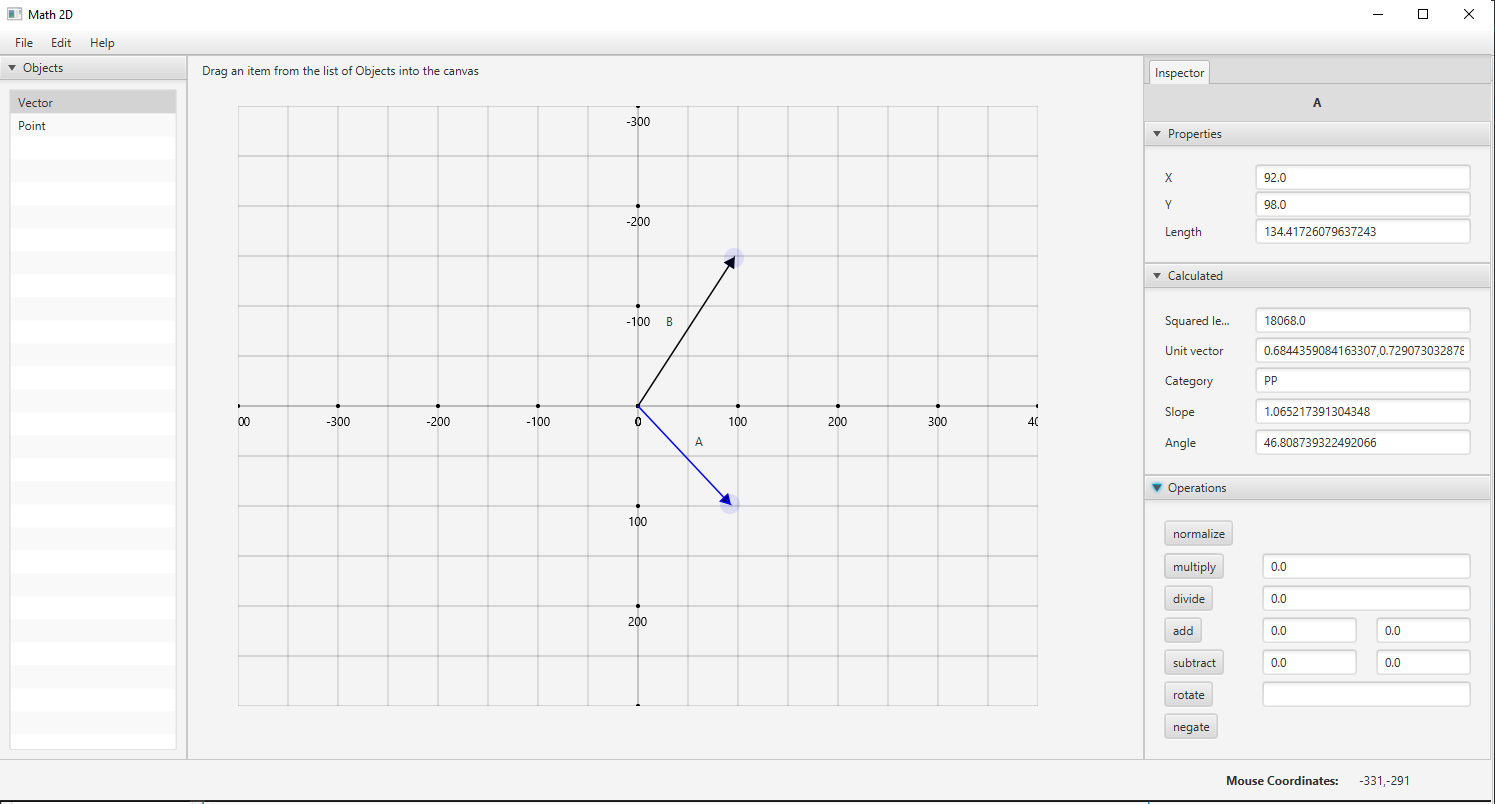 Math 2D
File Edit Help
Objects
Vector
Point
Drag an item from the list of Objects into the canvas
-300
-200
-100
B
00 -300 -200 -100 0 100 200 300 40
A
100
200
Inspector
A
Properties
X 92.0
Y 98.0
Length 134.41726079637243
Calculated
Squared le... 18068.0
Unit vector 0.6844359084163307,0.729073032878
Category PP
Slope 1.065217391304348
Angle 46.808739322492066
Operations
normalize
multiply 0.0
divide 0.0
add 0.0 0.0
subtract 0.0 0.0
rotate
negate
Mouse Coordinates: -331,-291